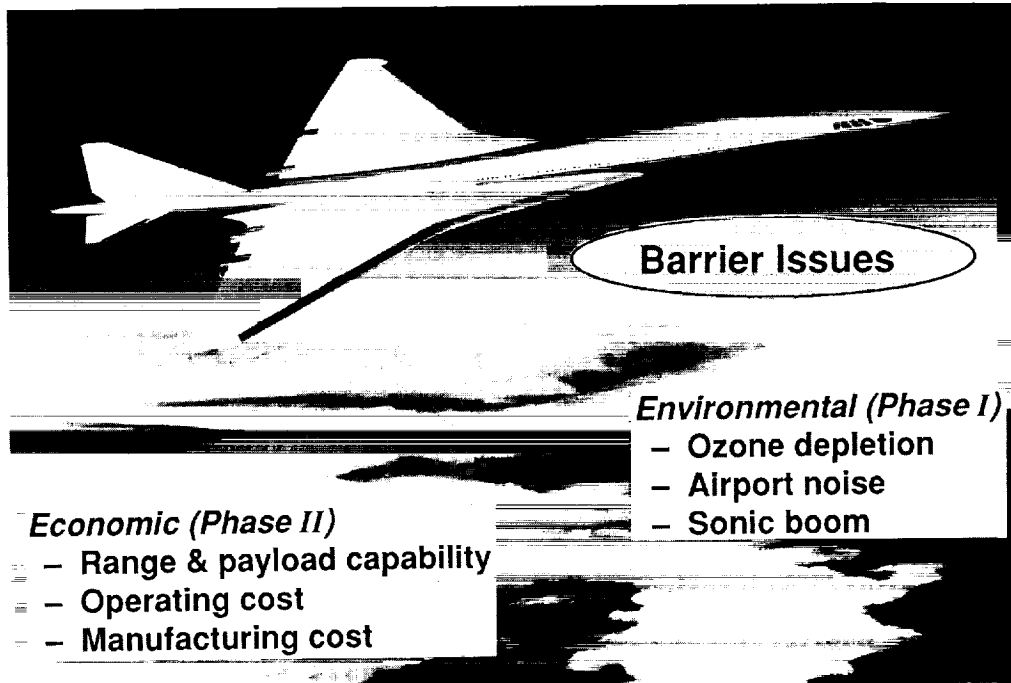 Barrier Issues
Environmental (Phase I)
– Ozone depletion
– Airport noise
– Sonic boom
Economic (Phase II)
– Range & payload capability
– Operating cost
– Manufacturing cost